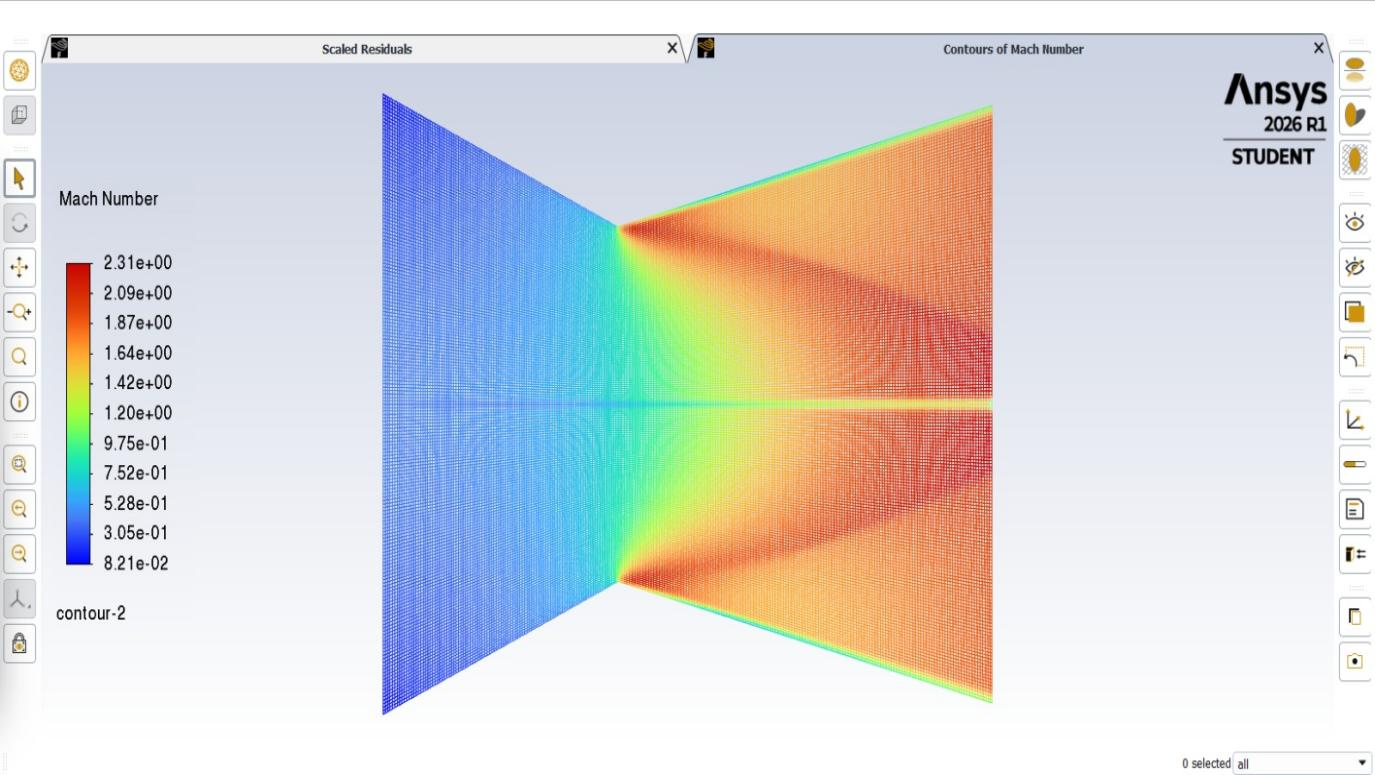 Scaled Residuals
X
Contours of Mach Number
X
Ansys
2026 R1
STUDENT
Mach Number
2.31e+00
2.09e+00
1.87e+00
1.64e+00
1.42e+00
1.20e+00
9.75e-01
7.52e-01
5.28e-01
3.05e-01
8.21e-02
contour-2
0 selected all